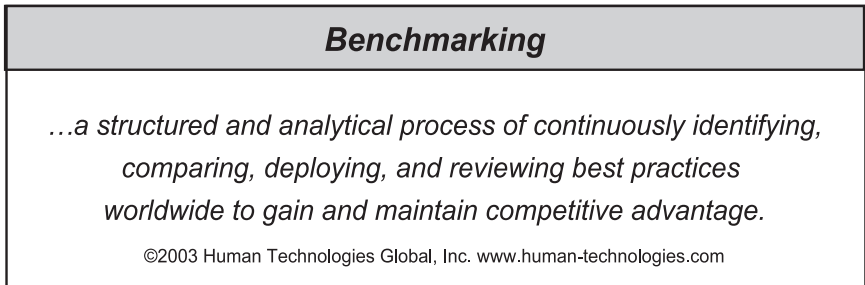 Benchmarking
…a structured and analytical process of continuously identifying,
comparing, deploying, and reviewing best practices
worldwide to gain and maintain competitive advantage.
©2003 Human Technologies Global, Inc. www.human-technologies.com